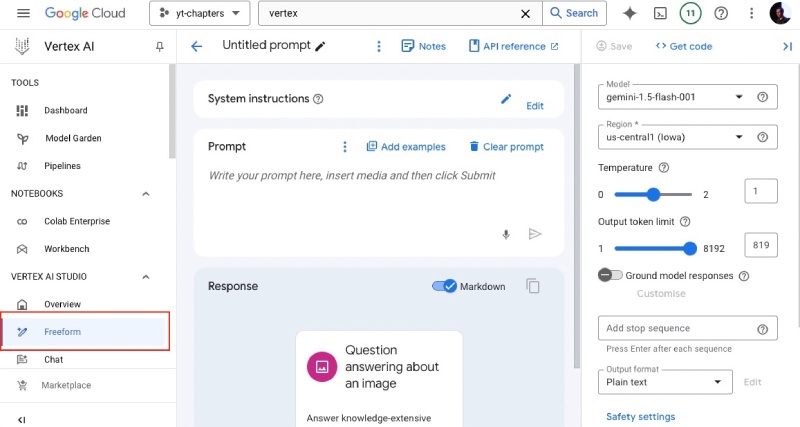 Google Cloud
yt-chapters
vertex
Search
11
Vertex AI
Untitled prompt
Notes
API reference
Save
Get code
TOOLS
Dashboard
Model Garden
Pipelines
NOTEBOOKS
Colab Enterprise
Workbench
VERTEX AI STUDIO
Overview
Freeform
Chat
Marketplace
System instructions
Edit
Prompt
Add examples
Clear prompt
Write your prompt here, insert media and then click Submit
Response
Markdown
Question
answering about
an image
Answer knowledge-extensive
Model
gemini-1.5-flash-001
Region *
us-central1 (Iowa)
Temperature
0
2
1
Output token limit
1
8192
819
Ground model responses
Customise
Add stop sequence
Press Enter after each sequence
Output format
Plain text
Edit
Safety settings